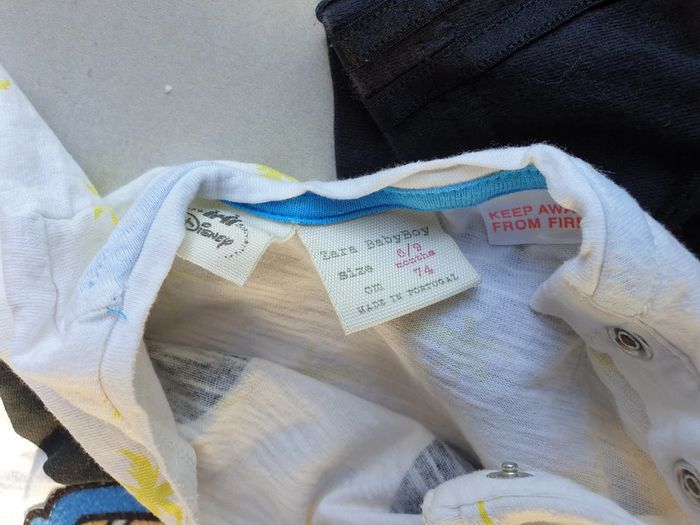 DISNEY
Zara BabyBoy
size 6/9
months
cm 74
MADE IN PORTUGAL
KEEP AWA
FROM FIR